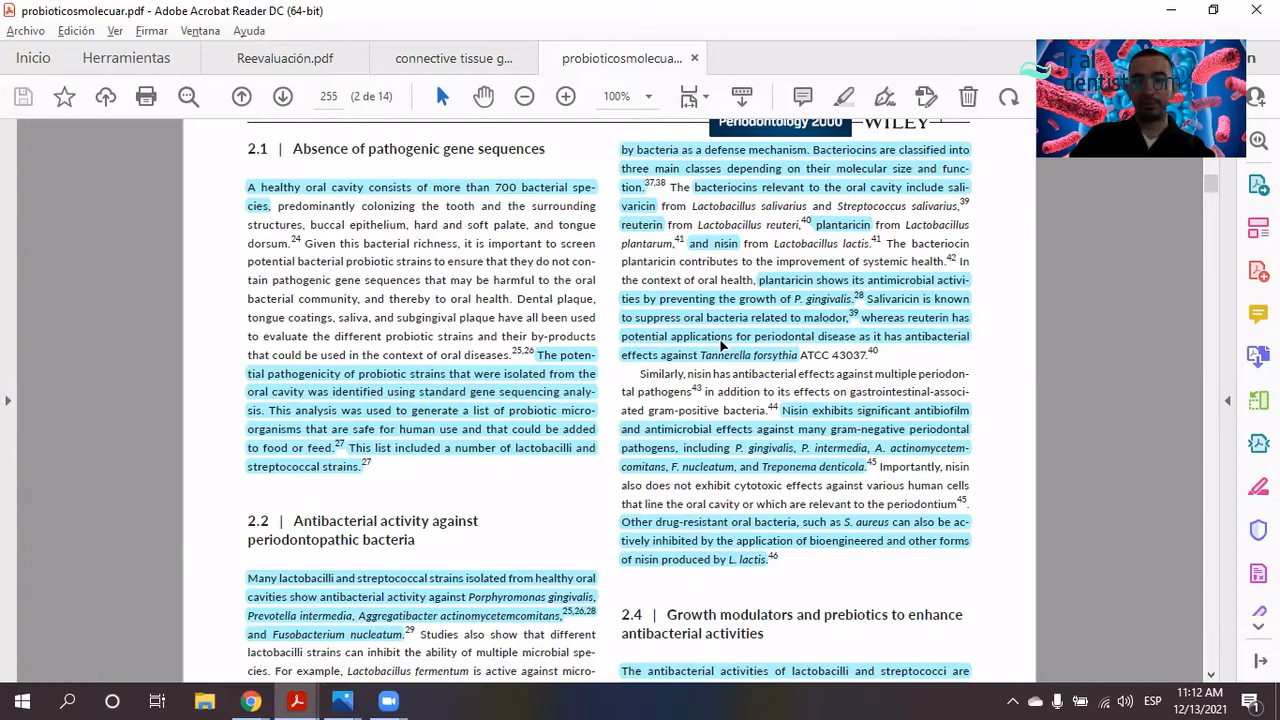 probioticosmolecuar.pdf - Adobe Acrobat Reader DC (64-bit)
Archivo Edición Ver Firmar Ventana Ayuda
Inicio Herramientas Reevaluación.pdf connective tissue g... probioticosmolecua... ×
255 (2 de 14) 100%
Periodontology 2000 WILEY
2.1 | Absence of pathogenic gene sequences
A healthy oral cavity consists of more than 700 bacterial spe-
cies, predominantly colonizing the tooth and the surrounding
structures, buccal epithelium, hard and soft palate, and tongue
dorsum.24 Given this bacterial richness, it is important to screen
potential bacterial probiotic strains to ensure that they do not con-
tain pathogenic gene sequences that may be harmful to the oral
bacterial community, and thereby to oral health. Dental plaque,
tongue coatings, saliva, and subgingival plaque have all been used
to evaluate the different probiotic strains and their by-products
that could be used in the context of oral diseases.25,26 The poten-
tial pathogenicity of probiotic strains that were isolated from the
oral cavity was identified using standard gene sequencing analy-
sis. This analysis was used to generate a list of probiotic micro-
organisms that are safe for human use and that could be added
to food or feed.27 This list included a number of lactobacilli and
streptococcal strains.27
2.2 | Antibacterial activity against
periodontopathic bacteria
Many lactobacilli and streptococcal strains isolated from healthy oral
cavities show antibacterial activity against Porphyromonas gingivalis,
Prevotella intermedia, Aggregatibacter actinomycetemcomitans,25,26,28
and Fusobacterium nucleatum.29 Studies also show that different
lactobacilli strains can inhibit the ability of multiple microbial spe-
cies. For example, Lactobacillus fermentum is active against micro-
by bacteria as a defense mechanism. Bacteriocins are classified into
three main classes depending on their molecular size and func-
tion.37,38 The bacteriocins relevant to the oral cavity include sali-
varicin from Lactobacillus salivarius and Streptococcus salivarius,39
reuterin from Lactobacillus reuteri,40 plantaricin from Lactobacillus
plantarum,41 and nisin from Lactobacillus lactis.41 The bacteriocin
plantaricin contributes to the improvement of systemic health.42 In
the context of oral health, plantaricin shows its antimicrobial activi-
ties by preventing the growth of P. gingivalis.28 Salivaricin is known
to suppress oral bacteria related to malodor,39 whereas reuterin has
potential applications for periodontal disease as it has antibacterial
effects against Tannerella forsythia ATCC 43037.40
Similarly, nisin has antibacterial effects against multiple periodon-
tal pathogens43 in addition to its effects on gastrointestinal-associ-
ated gram-positive bacteria.44 Nisin exhibits significant antibiofilm
and antimicrobial effects against many gram-negative periodontal
pathogens, including P. gingivalis, P. intermedia, A. actinomycetem-
comitans, F. nucleatum, and Treponema denticola.45 Importantly, nisin
also does not exhibit cytotoxic effects against various human cells
that line the oral cavity or which are relevant to the periodontium45.
Other drug-resistant oral bacteria, such as S. aureus can also be ac-
tively inhibited by the application of bioengineered and other forms
of nisin produced by L. lactis.46
2.4 | Growth modulators and prebiotics to enhance
antibacterial activities
The antibacterial activities of lactobacilli and streptococci are
Ir al
dentista.com
ESP
11:12 AM
12/13/2021
1